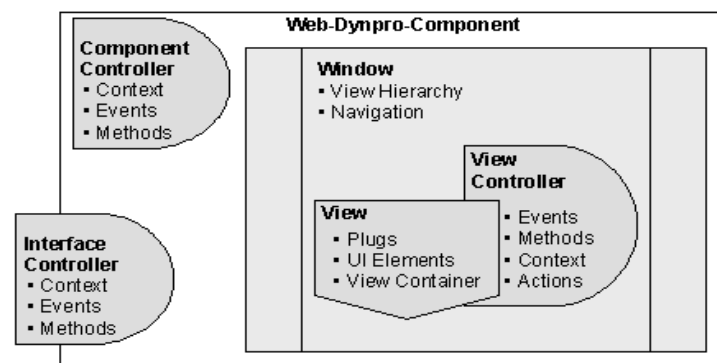 Web-Dynpro-Component
Component
Controller
▪ Context
▪ Events
▪ Methods
Window
▪ View Hierarchy
▪ Navigation
View
Controller
▪ Events
▪ Methods
▪ Context
▪ Actions
View
▪ Plugs
▪ UI Elements
▪ View Container
Interface
Controller
▪ Context
▪ Events
▪ Methods